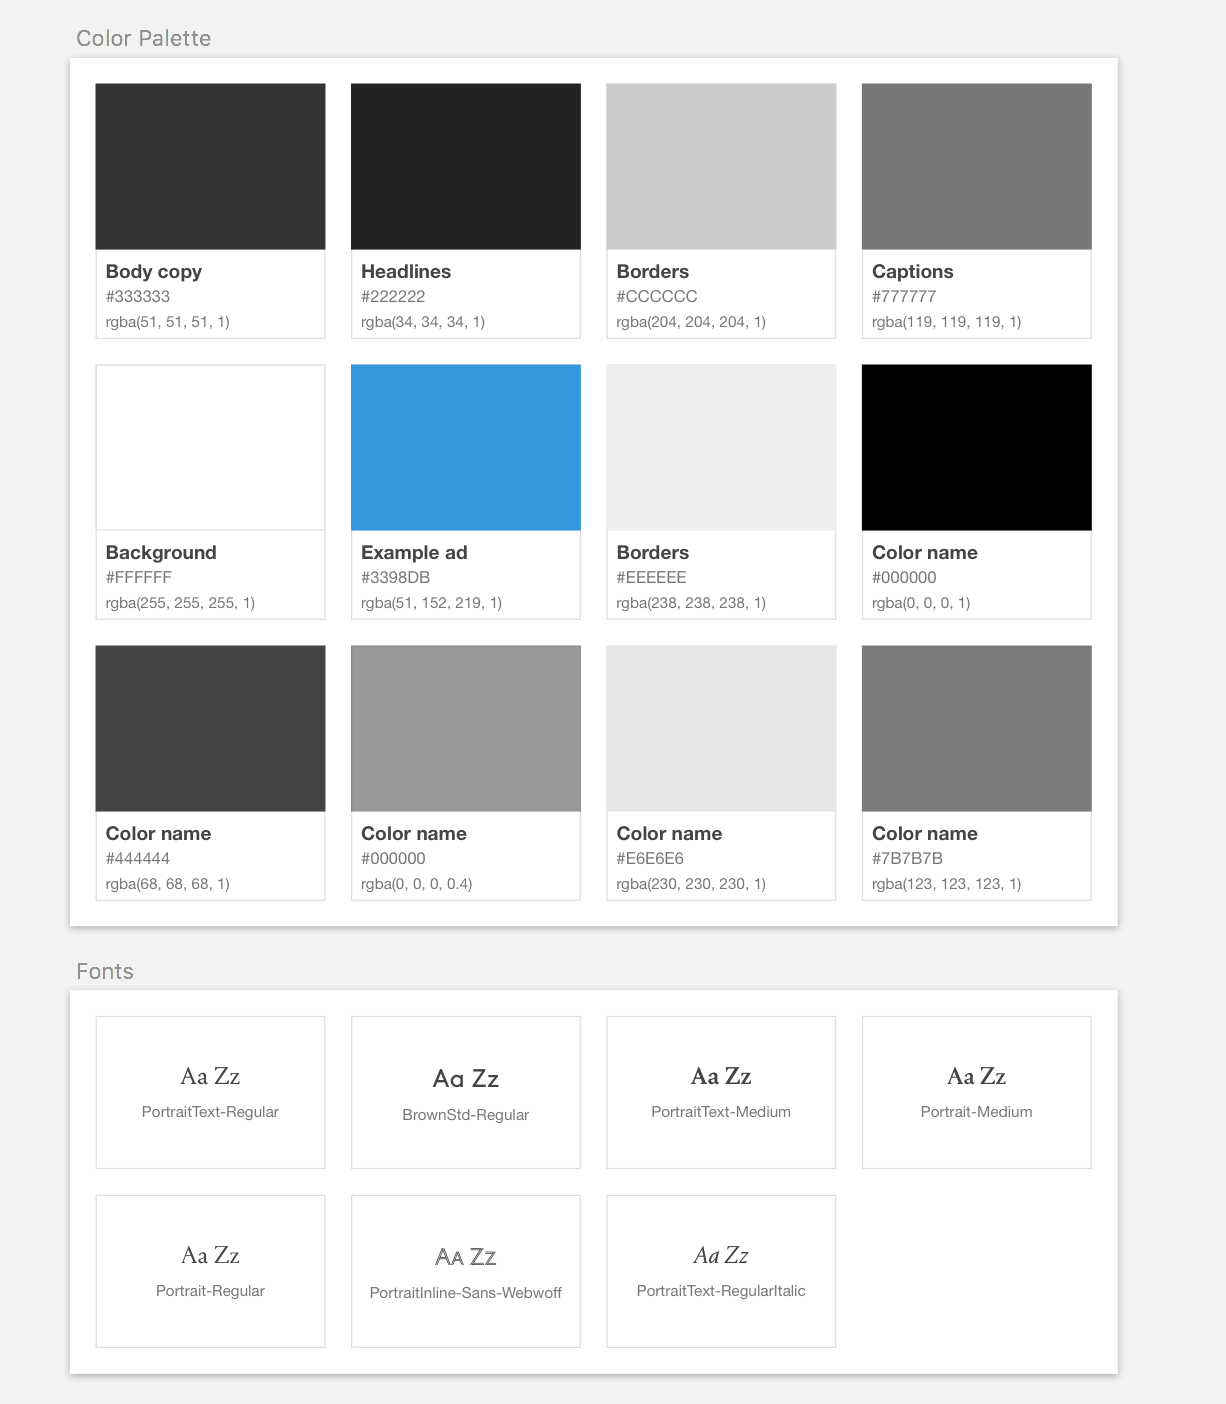 Color Palette
Body copy
#333333
rgba(51, 51, 51, 1)
Headlines
#222222
rgba(34, 34, 34, 1)
Borders
#CCCCCC
rgba(204, 204, 204, 1)
Captions
#777777
rgba(119, 119, 119, 1)
Background
#FFFFFF
rgba(255, 255, 255, 1)
Example ad
#3398DB
rgba(51, 152, 219, 1)
Borders
#EEEEEE
rgba(238, 238, 238, 1)
Color name
#000000
rgba(0, 0, 0, 1)
Color name
#444444
rgba(68, 68, 68, 1)
Color name
#000000
rgba(0, 0, 0, 0.4)
Color name
#E6E6E6
rgba(230, 230, 230, 1)
Color name
#7B7B7B
rgba(123, 123, 123, 1)
Fonts
Aa Zz
PortraitText-Regular
Aa Zz
BrownStd-Regular
Aa Zz
PortraitText-Medium
Aa Zz
Portrait-Medium
Aa Zz
Portrait-Regular
Aa Zz
PortraitInline-Sans-Webwoff
Aa Zz
PortraitText-RegularItalic